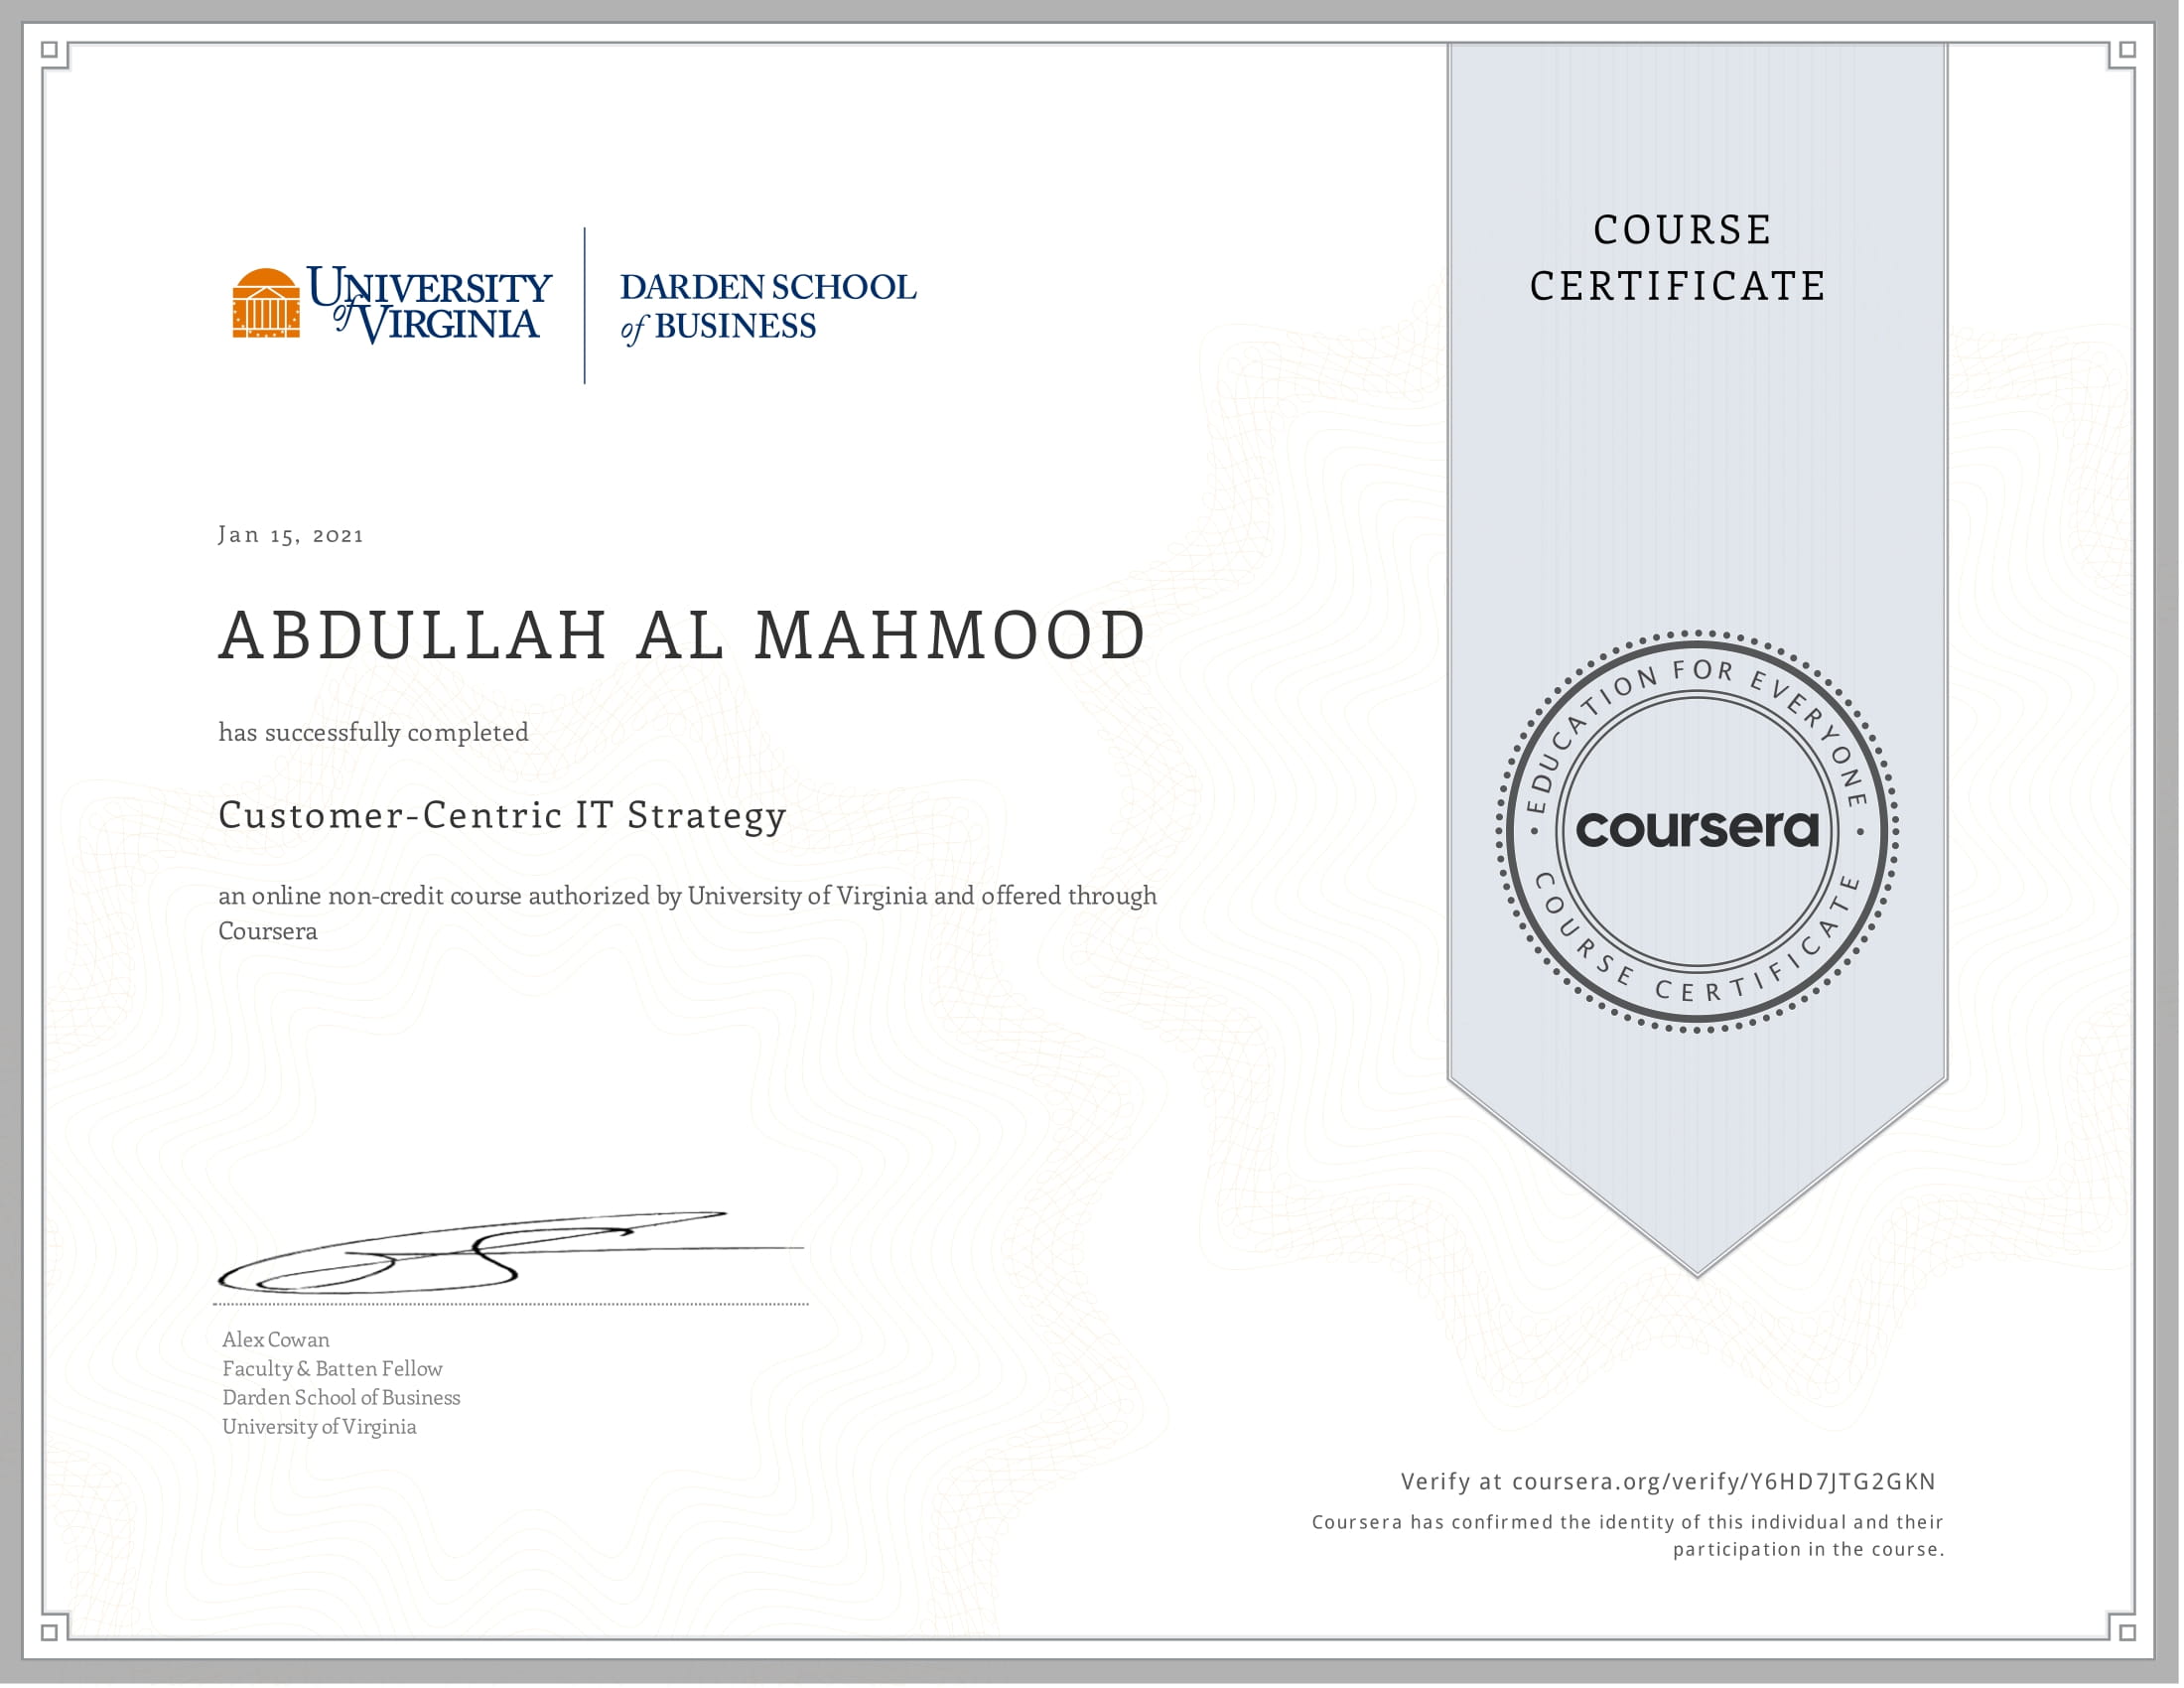 UNIVERSITY
of VIRGINIA
DARDEN SCHOOL
of BUSINESS
COURSE
CERTIFICATE
Jan 15, 2021
ABDULLAH AL MAHMOOD
has successfully completed
Customer-Centric IT Strategy
an online non-credit course authorized by University of Virginia and offered through
Coursera
EDUCATION FOR EVERYONE
coursera
COURSE CERTIFICATE
Alex Cowan
Faculty & Batten Fellow
Darden School of Business
University of Virginia
Verify at coursera.org/verify/Y6HD7JTG2GKN
Coursera has confirmed the identity of this individual and their
participation in the course.